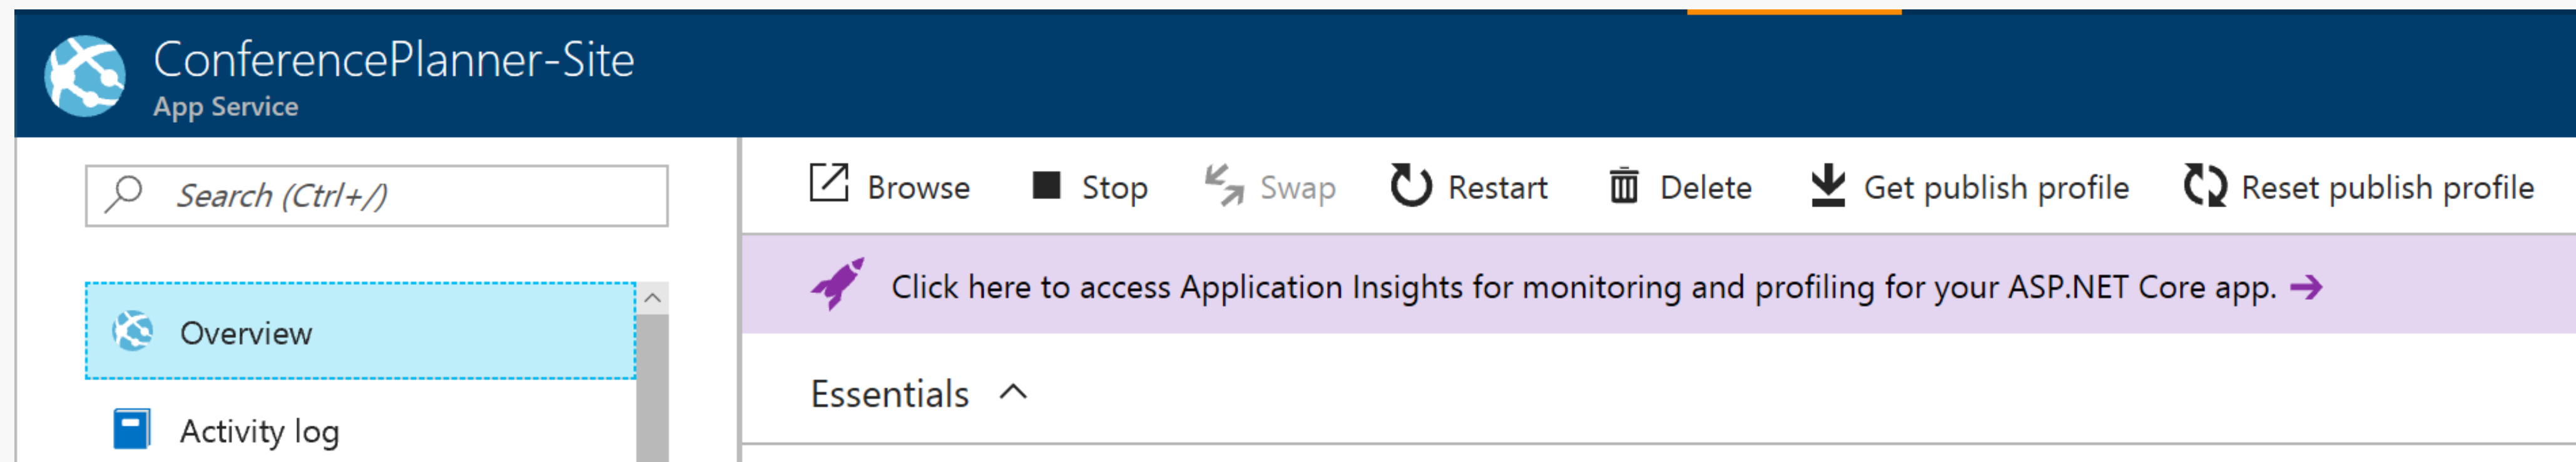 ConferencePlanner-Site
App Service
Search (Ctrl+/)
Overview
Activity log
Browse Stop Swap Restart Delete Get publish profile Reset publish profile
Click here to access Application Insights for monitoring and profiling for your ASP.NET Core app.
Essentials